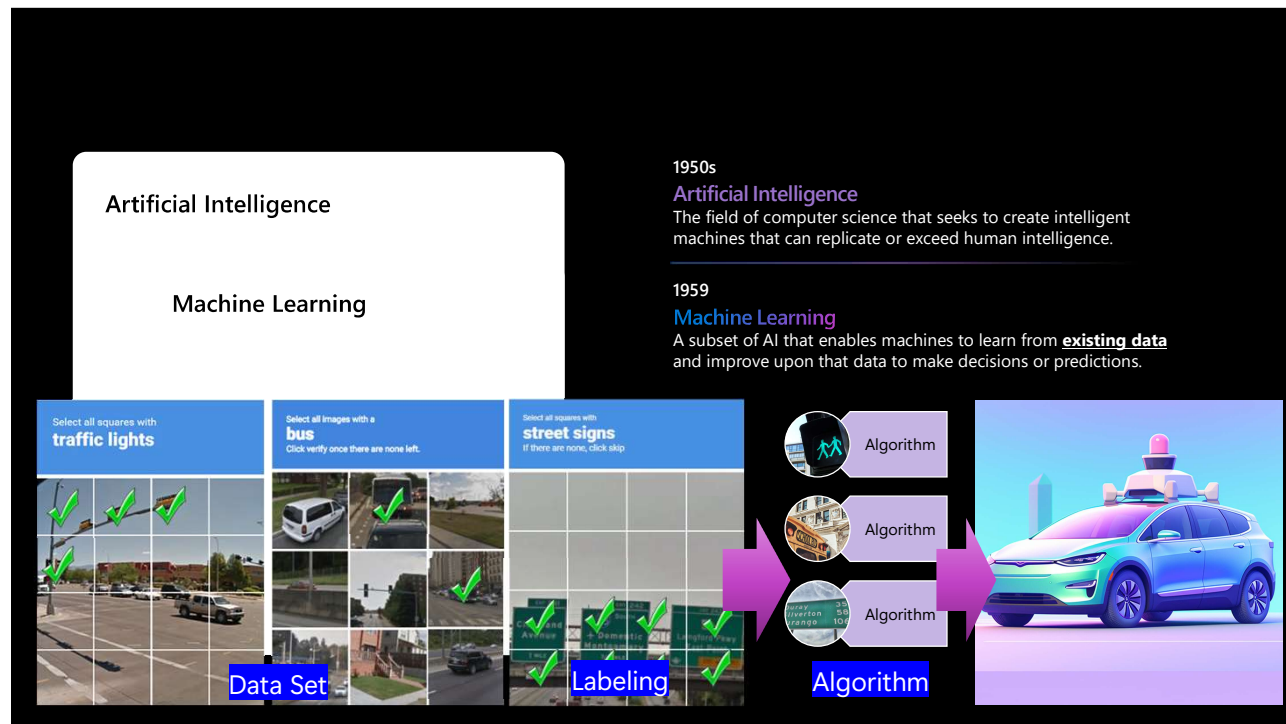 Artificial Intelligence
Machine Learning
1950s
Artificial Intelligence
The field of computer science that seeks to create intelligent
machines that can replicate or exceed human intelligence.
1959
Machine Learning
A subset of AI that enables machines to learn from existing data
and improve upon that data to make decisions or predictions.
Select all squares with
traffic lights
Select all images with a
bus
Click verify once there are none left.
Select all squares with
street signs
If there are none, click skip
Algorithm
Algorithm
Algorithm
Avenue
Domestic
Langford Pkwy
Data Set
Labeling
Algorithm